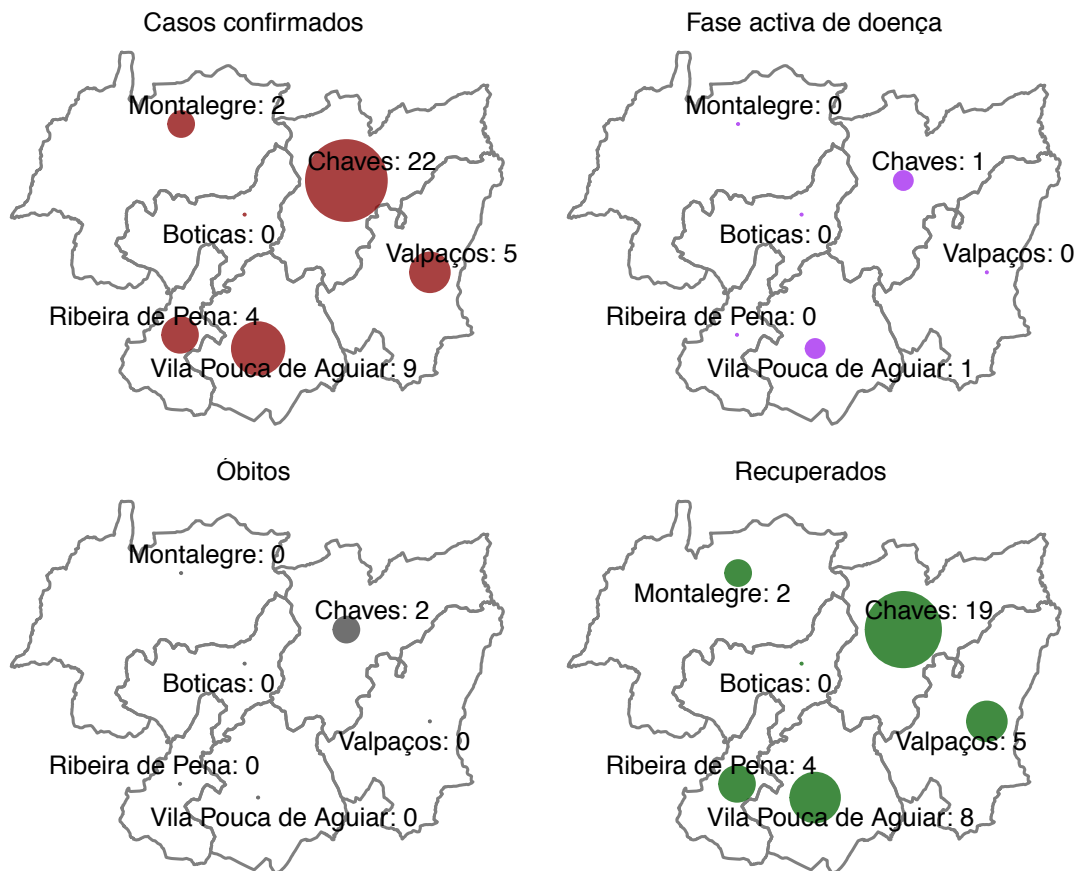 Casos confirmados
Montalegre: 2
Chaves: 22
Boticas: 0
Valpaços: 5
Ribeira de Pena: 4
Vila Pouca de Aguiar: 9
Fase activa de doença
Montalegre: 0
Chaves: 1
Boticas: 0
Valpaços: 0
Ribeira de Pena: 0
Vila Pouca de Aguiar: 1
Óbitos
Montalegre: 0
Chaves: 2
Boticas: 0
Valpaços: 0
Ribeira de Pena: 0
Vila Pouca de Aguiar: 0
Recuperados
Montalegre: 2
Chaves: 19
Boticas: 0
Valpaços: 5
Ribeira de Pena: 4
Vila Pouca de Aguiar: 8